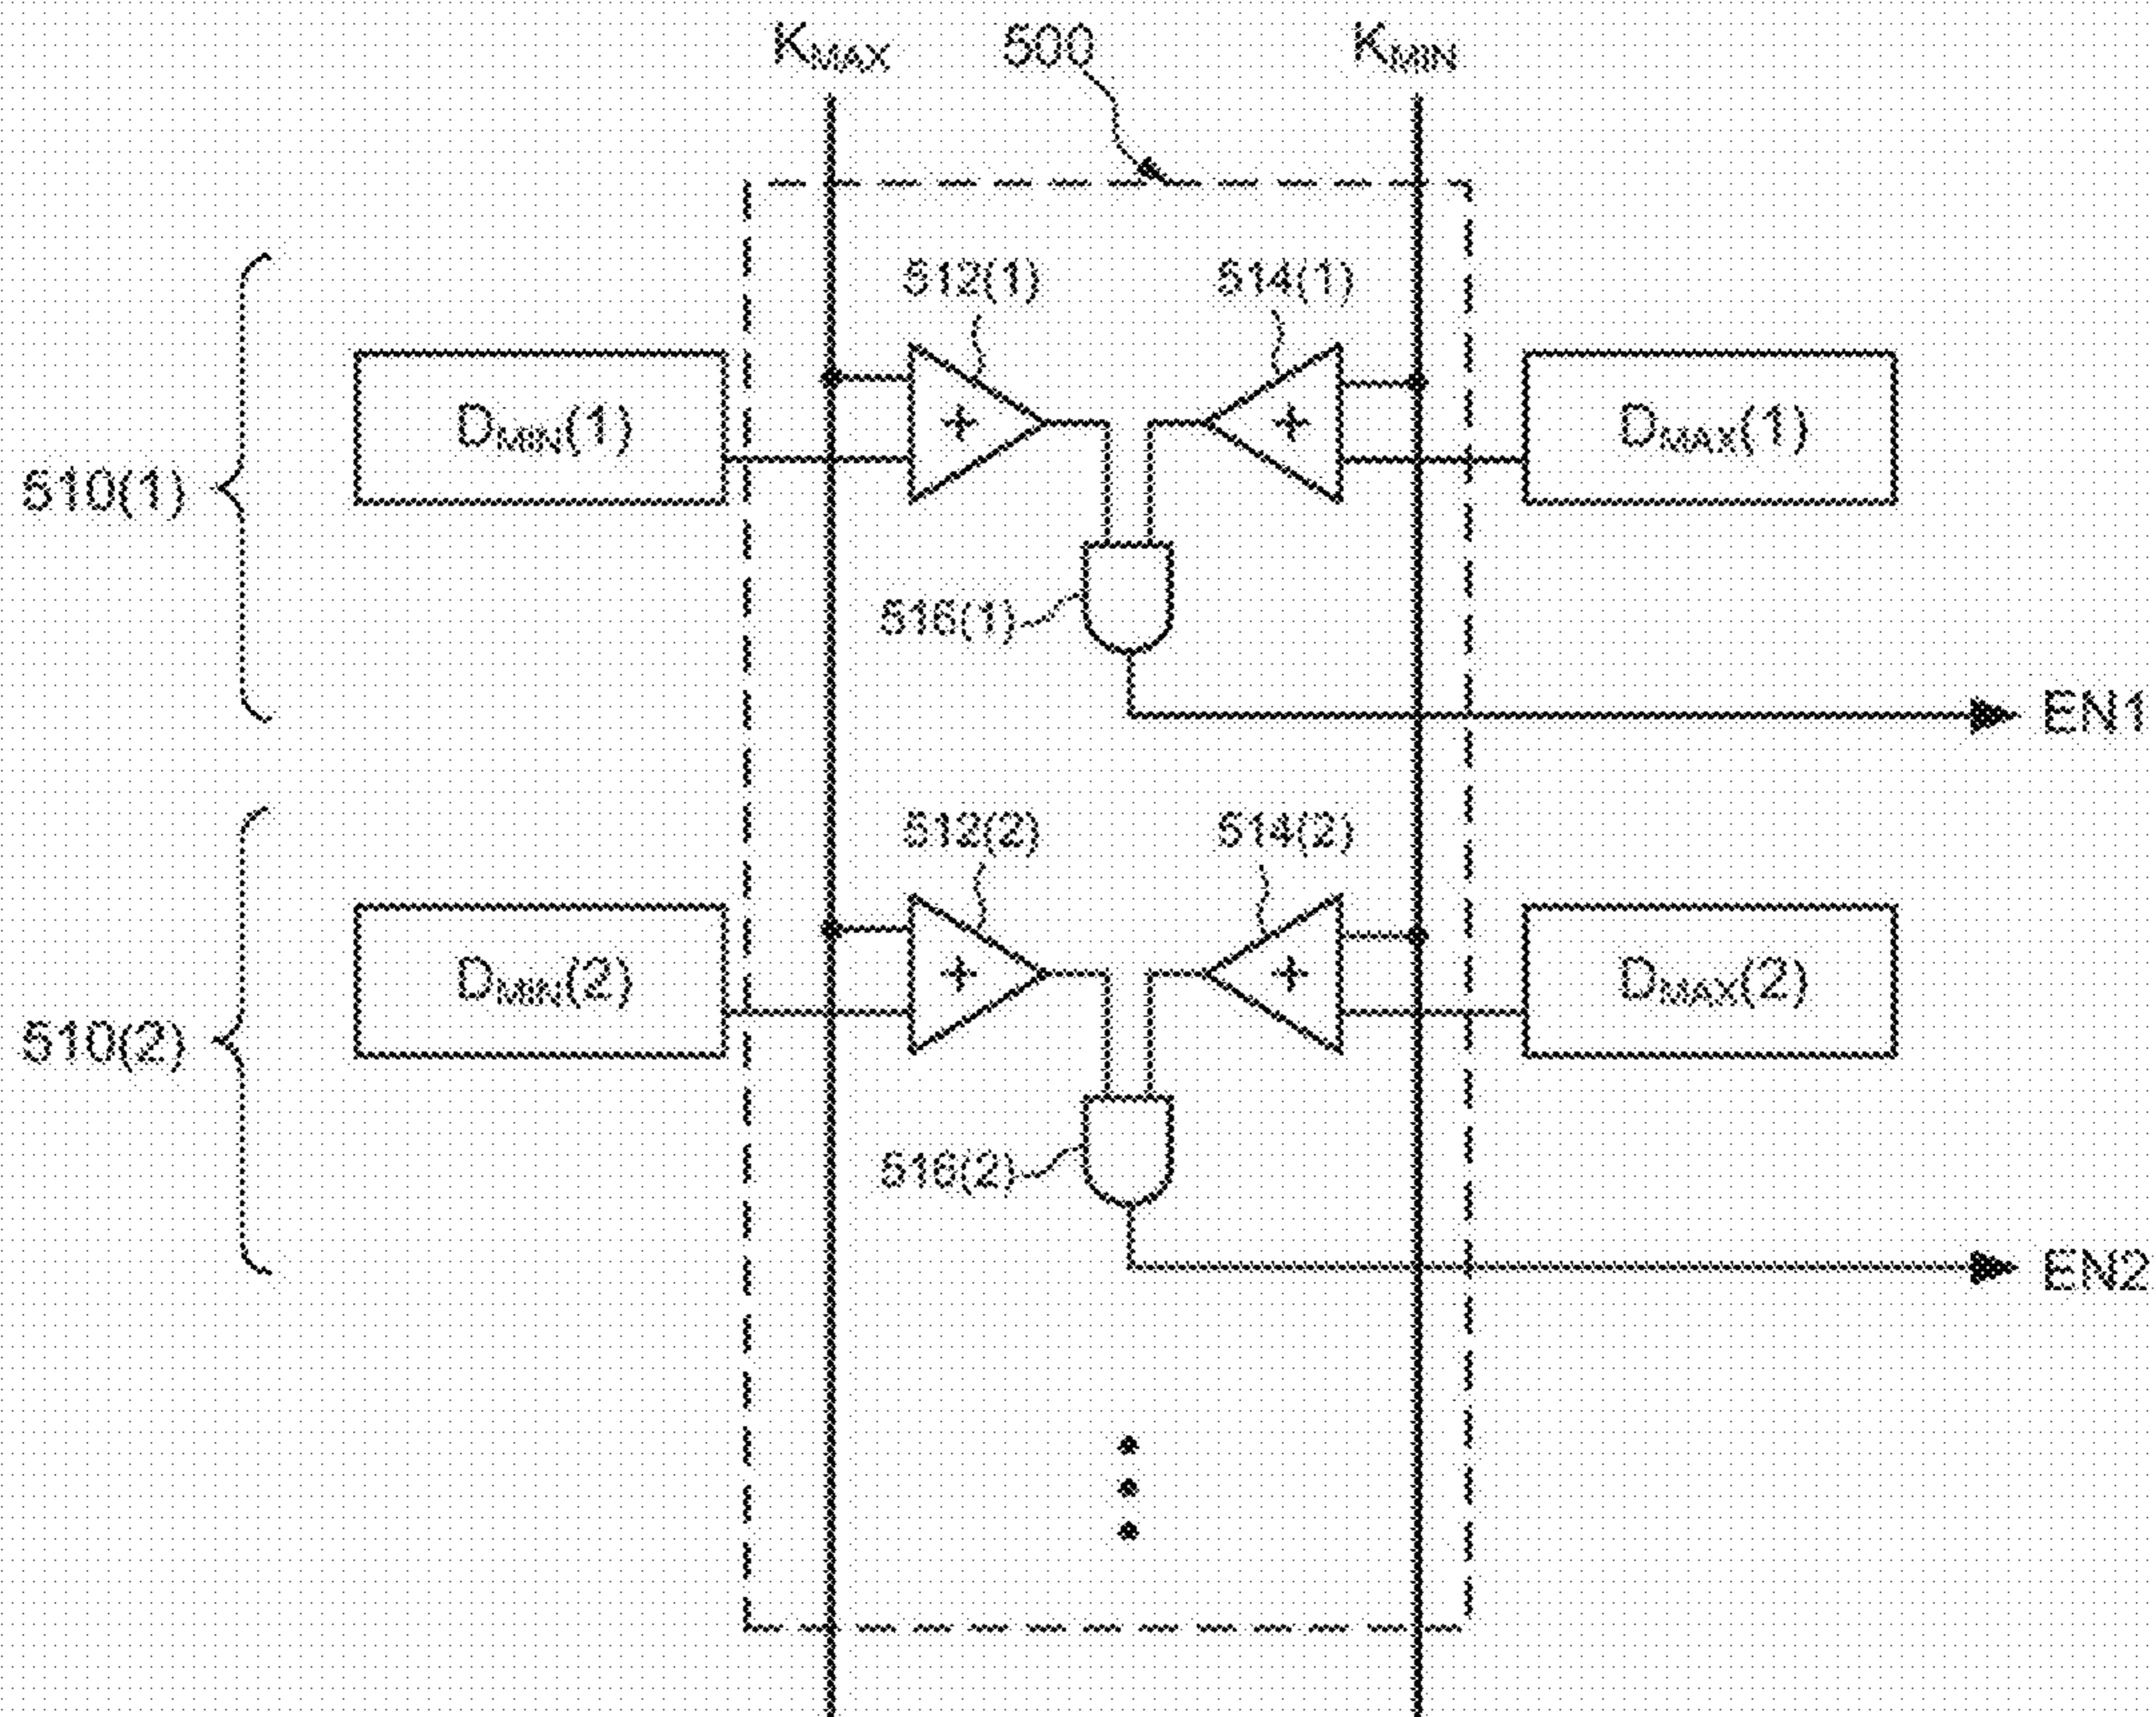 KMAX 500 KMIN
512(1) 514(1)
510(1) DMIN(1) + + DMAX(1)
516(1)
EN1
512(2) 514(2)
510(2) DMIN(2) + + DMAX(2)
516(2)
EN2